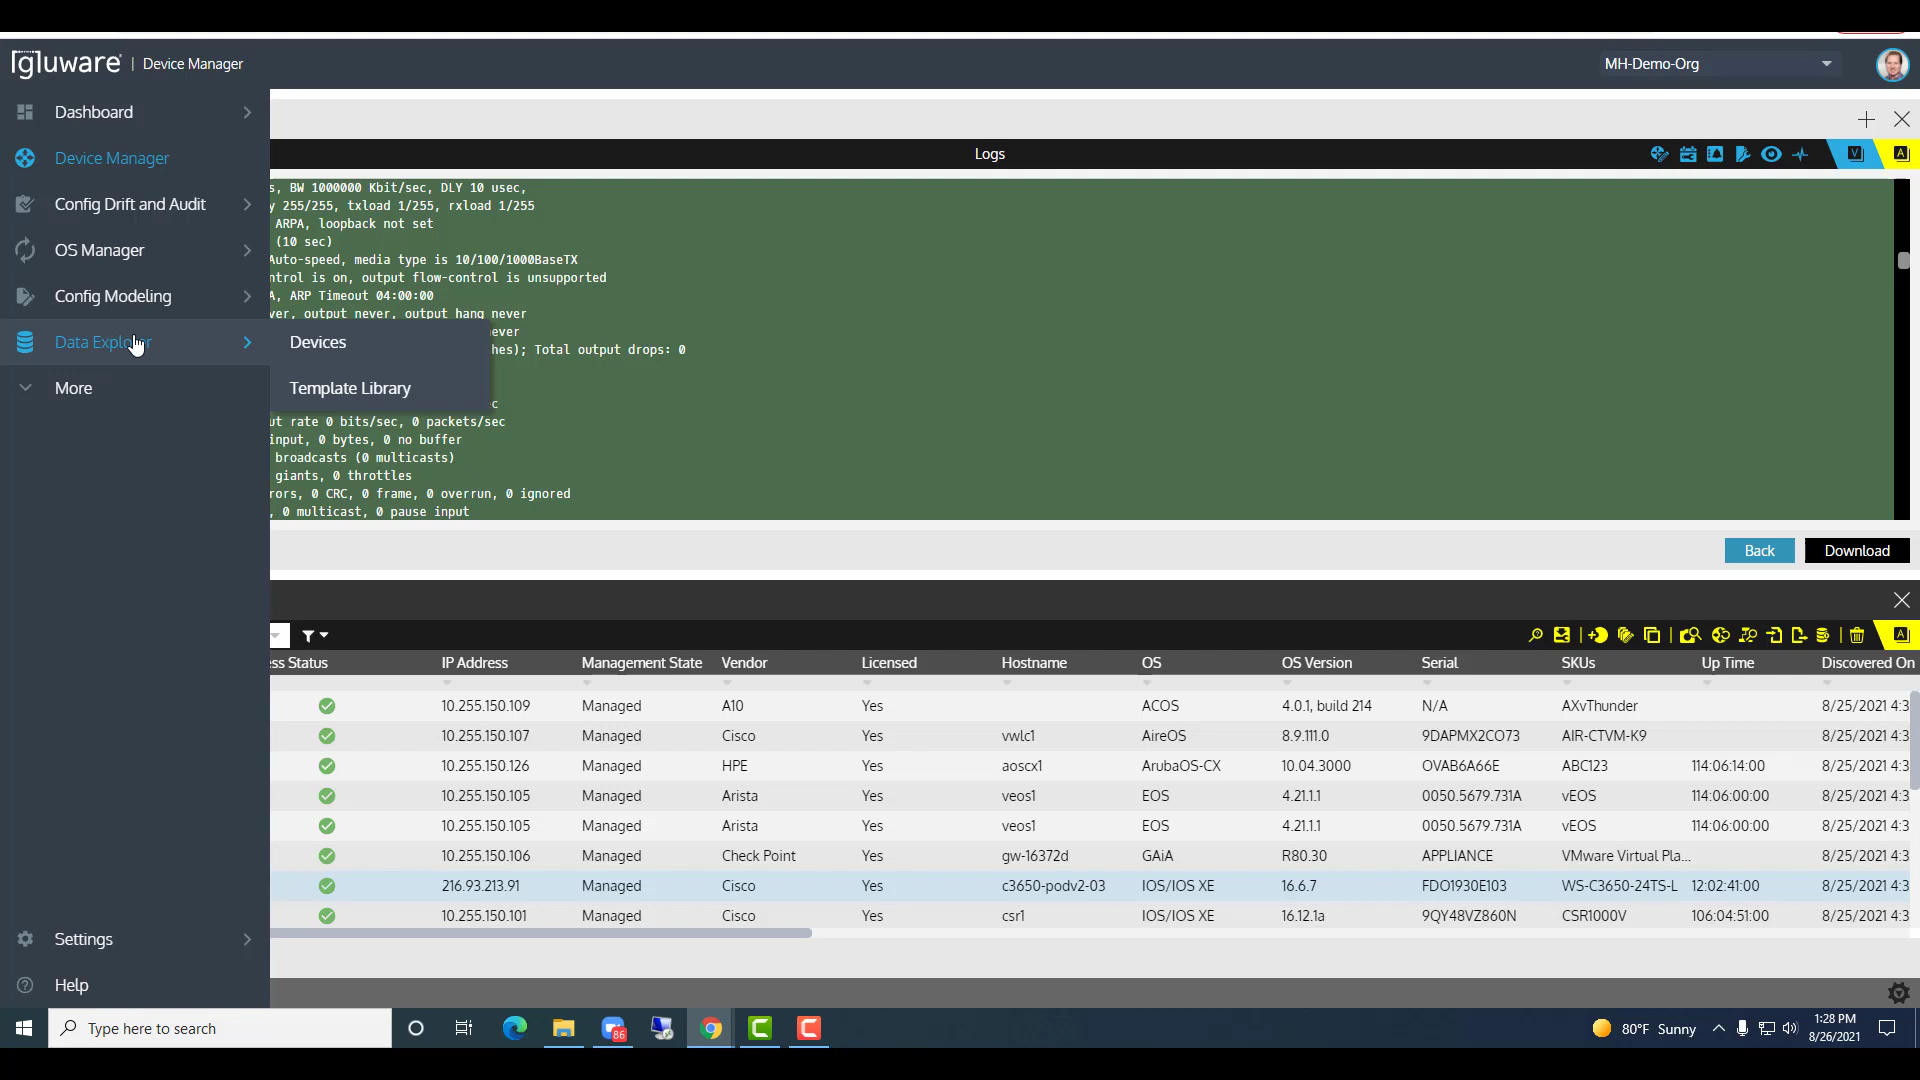 [gluware | Device Manager
MH-Demo-Org
Dashboard
Device Manager
Config Drift and Audit
OS Manager
Config Modeling
Data Explorer
Devices
Template Library
More
Settings
Help
Logs
s, BW 1000000 Kbit/sec, DLY 10 usec,
y 255/255, txload 1/255, rxload 1/255
ARPA, loopback not set
(10 sec)
Auto-speed, media type is 10/100/1000BaseTX
ntrol is on, output flow-control is unsupported
A, ARP Timeout 04:00:00
ver, output never, output hang never
ever
hes); Total output drops: 0
c
ut rate 0 bits/sec, 0 packets/sec
input, 0 bytes, 0 no buffer
broadcasts (0 multicasts)
giants, 0 throttles
rors, 0 CRC, 0 frame, 0 overrun, 0 ignored
, 0 multicast, 0 pause input
Back Download
V A
A
ss Status IP Address Management State Vendor Licensed Hostname OS OS Version Serial SKUs Up Time Discovered On
10.255.150.109 Managed A10 Yes ACOS 4.0.1, build 214 N/A AXvThunder 8/25/2021 4:3
10.255.150.107 Managed Cisco Yes vwlc1 AireOS 8.9.111.0 9DAPMX2CO73 AIR-CTVM-K9 8/25/2021 4:3
10.255.150.126 Managed HPE Yes aoscx1 ArubaOS-CX 10.04.3000 OVAB6A66E ABC123 114:06:14:00 8/25/2021 4:3
10.255.150.105 Managed Arista Yes veos1 EOS 4.21.1.1 0050.5679.731A vEOS 114:06:00:00 8/25/2021 4:3
10.255.150.105 Managed Arista Yes veos1 EOS 4.21.1.1 0050.5679.731A vEOS 114:06:00:00 8/25/2021 4:3
10.255.150.106 Managed Check Point Yes gw-16372d GAiA R80.30 APPLIANCE VMware Virtual Pla... 8/25/2021 4:3
216.93.213.91 Managed Cisco Yes c3650-podv2-03 IOS/IOS XE 16.6.7 FDO1930E103 WS-C3650-24TS-L 12:02:41:00 8/25/2021 4:3
10.255.150.101 Managed Cisco Yes csr1 IOS/IOS XE 16.12.1a 9QY48VZ860N CSR1000V 106:04:51:00 8/25/2021 4:3
Type here to search
86
80°F Sunny
1:28 PM
8/26/2021